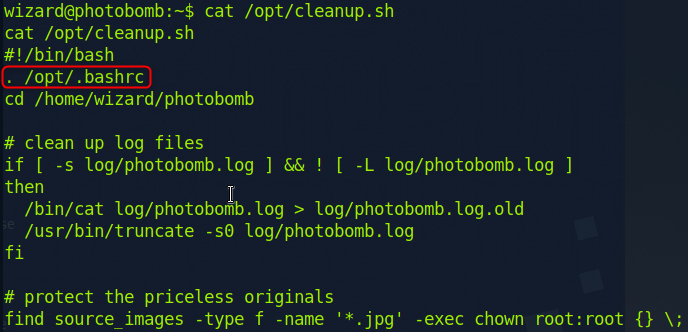 wizard@photobomb:~$ cat /opt/cleanup.sh
cat /opt/cleanup.sh
#!/bin/bash
. /opt/.bashrc
cd /home/wizard/photobomb

# clean up log files
if [ -s log/photobomb.log ] && ! [ -L log/photobomb.log ]
then
  /bin/cat log/photobomb.log > log/photobomb.log.old
  /usr/bin/truncate -s0 log/photobomb.log
fi

# protect the priceless originals
find source_images -type f -name '*.jpg' -exec chown root:root {} \;